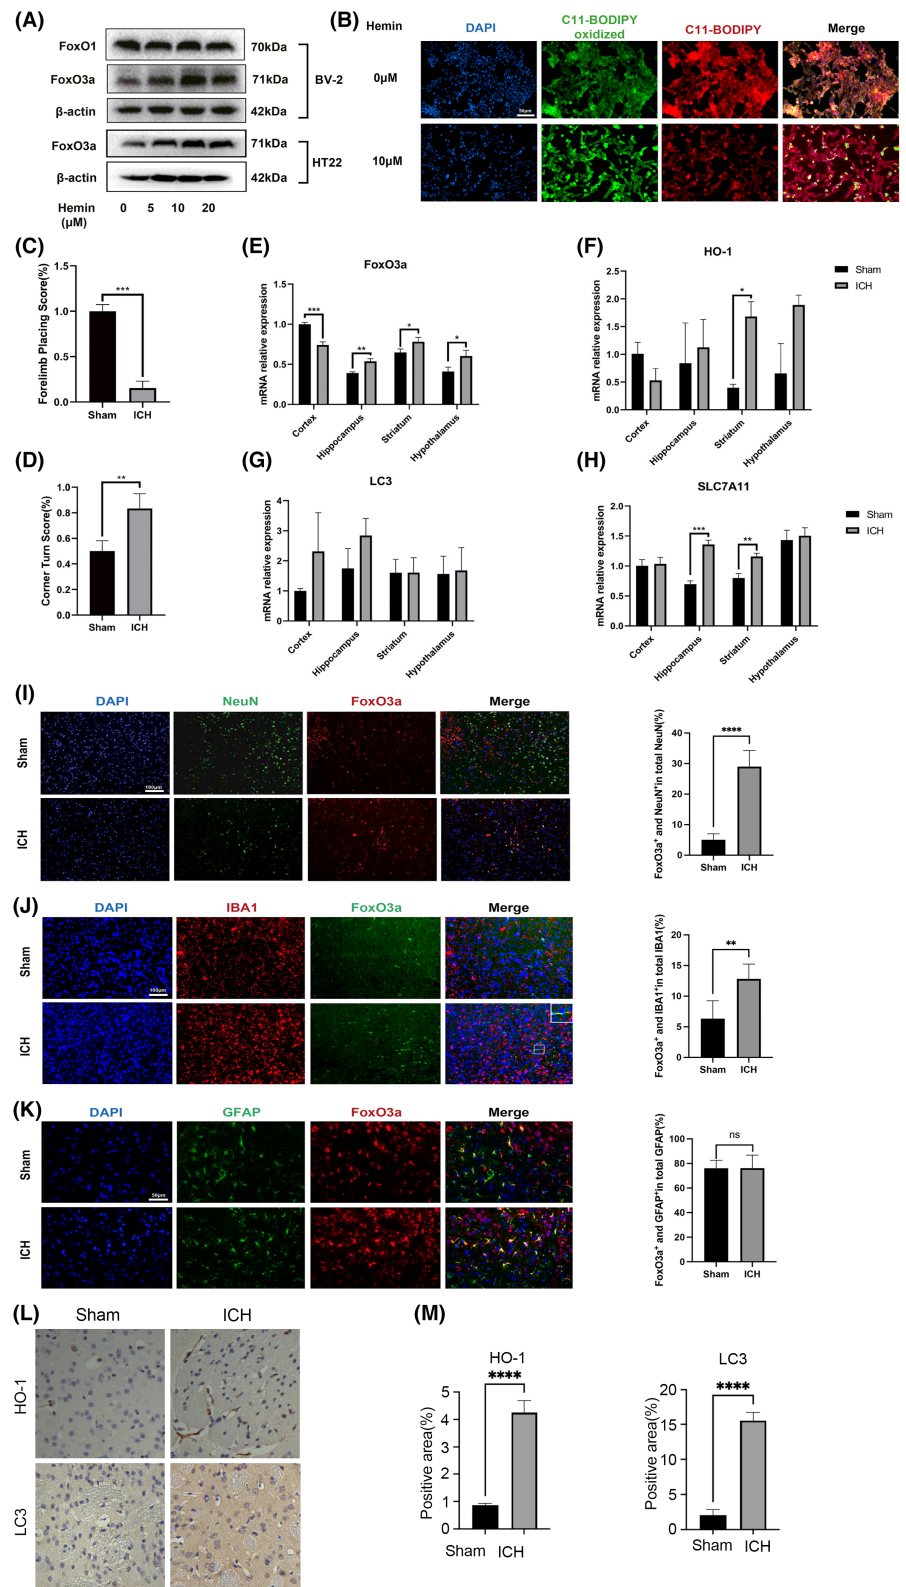 (A)
FoxO1 70kDa
FoxO3a 71kDa BV-2
β-actin 42kDa
FoxO3a 71kDa HT22
β-actin 42kDa
Hemin 0 5 10 20
(μM)
(B) Hemin DAPI C11-BODIPY C11-BODIPY Merge
oxidized
0μM
50μm
10μM
(C)
Forelimb Placing Score(%)
1.5
1.0
0.5
0.0
***
Sham ICH
(D)
Corner Turn Score(%)
1.0
0.8
0.6
0.4
0.2
0.0
**
Sham ICH
(E)
FoxO3a
mRNA relative expression
1.5
1.0
0.5
0.0
*** ** * *
Cortex Hippocampus Striatum Hypothalamus
(F)
HO-1
mRNA relative expression
2.5
2.0
1.5
1.0
0.5
0.0
*
Cortex Hippocampus Striatum Hypothalamus
Sham
ICH
(G)
LC3
mRNA relative expression
4
3
2
1
0
Cortex Hippocampus Striatum Hypothalamus
(H)
SLC7A11
mRNA relative expression
2.0
1.5
1.0
0.5
0.0
*** **
Cortex Hippocampus Striatum Hypothalamus
Sham
ICH
(I)
DAPI NeuN FoxO3a Merge
Sham
100μm
ICH
FoxO3a⁺ and NeuN⁺in total NeuN(%)
40
30
20
10
0
****
Sham ICH
(J)
DAPI IBA1 FoxO3a Merge
Sham
100μm
ICH
FoxO3a⁺ and IBA1⁺in total IBA1(%)
20
15
10
5
0
**
Sham ICH
(K)
DAPI GFAP FoxO3a Merge
Sham
50μm
ICH
FoxO3a⁺ and GFAP⁺in total GFAP(%)
100
80
60
40
20
0
ns
Sham ICH
(L)
Sham ICH
HO-1
LC3
(M)
HO-1
Positive area(%)
5
4
3
2
1
0
****
Sham ICH
LC3
Positive area(%)
20
15
10
5
0
****
Sham ICH